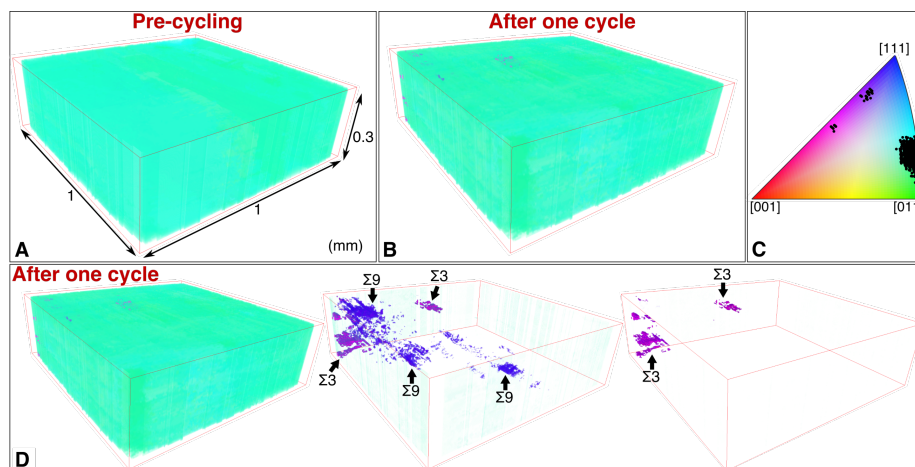 Pre-cycling
After one cycle
[111]
0.3
1
1
(mm)
[001]
[011
A
B
C
After one cycle
Σ9
Σ3
Σ3
Σ3
Σ9
Σ9
Σ3
D